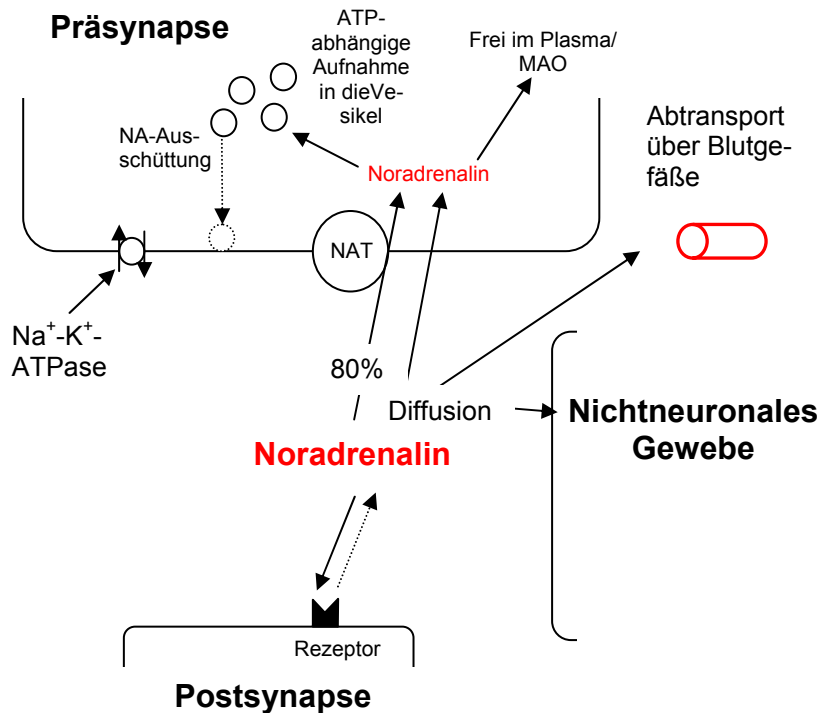 Präsynapse
ATP-
abhängige
Aufnahme
in dieVe-
sikel
Frei im Plasma/
MAO
NA-Aus-
schüttung
Noradrenalin
Abtransport
über Blutge-
fäße
NAT
Na⁺-K⁺-
ATPase
80%
Diffusion
Nichtneuronales
Gewebe
Noradrenalin
Rezeptor
Postsynapse